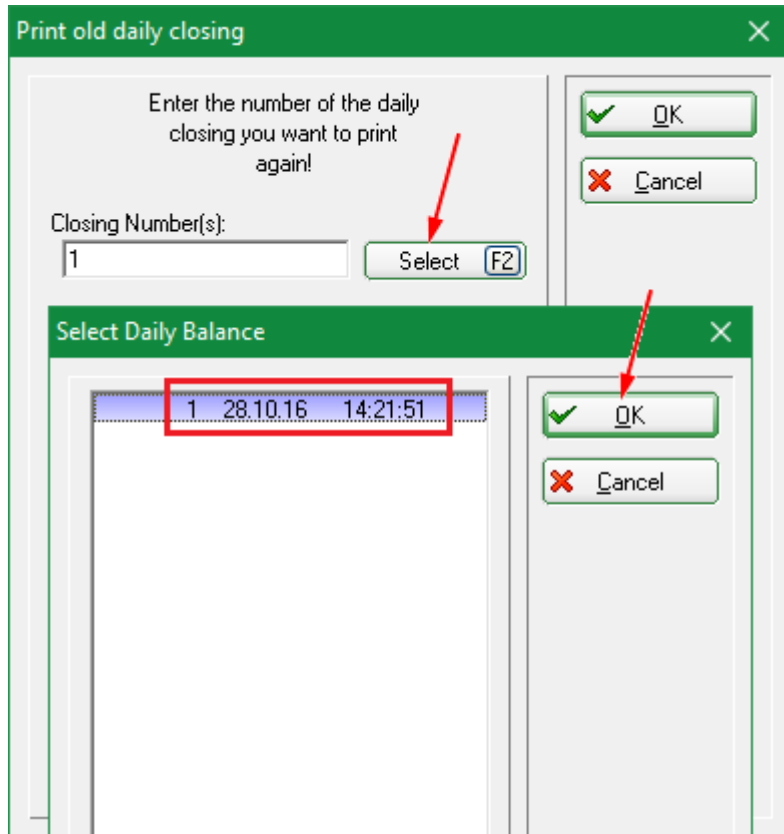 Print old daily closing
Enter the number of the daily
closing you want to print
again!
OK
Cancel
Closing Number(s):
1
Select F2
Select Daily Balance
1 28.10.16 14:21:51
OK
Cancel